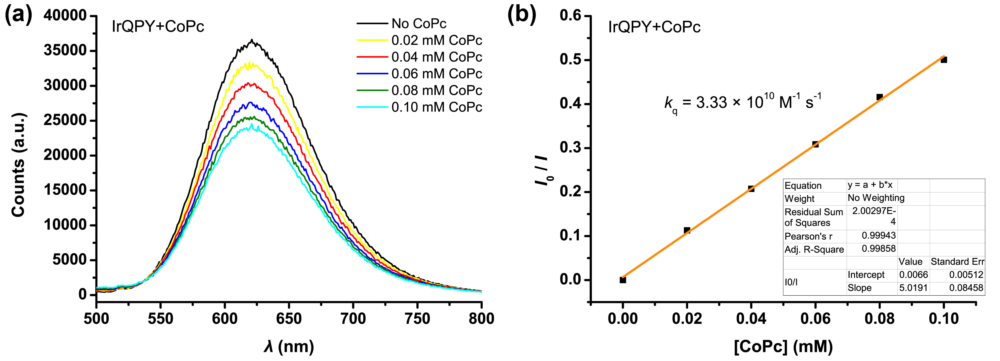 (a)
IrQPY+CoPc
No CoPc
0.02 mM CoPc
0.04 mM CoPc
0.06 mM CoPc
0.08 mM CoPc
0.10 mM CoPc
40000
35000
30000
25000
20000
15000
10000
5000
0
Counts (a.u.)
500 550 600 650 700 750 800
λ (nm)
(b)
IrQPY+CoPc
0.6
0.5
0.4
0.3
0.2
0.1
0.0
I₀ / I
k_q = 3.33 × 10¹⁰ M⁻¹ s⁻¹
Equation y = a + b*x
Weight No Weighting
Residual Sum of Squares 2.00297E-4
Pearson's r 0.99943
Adj. R-Square 0.99858
Value Standard Err
I0/I
Intercept 0.0066 0.00512
Slope 5.0191 0.08458
0.00 0.02 0.04 0.06 0.08 0.10
[CoPc] (mM)